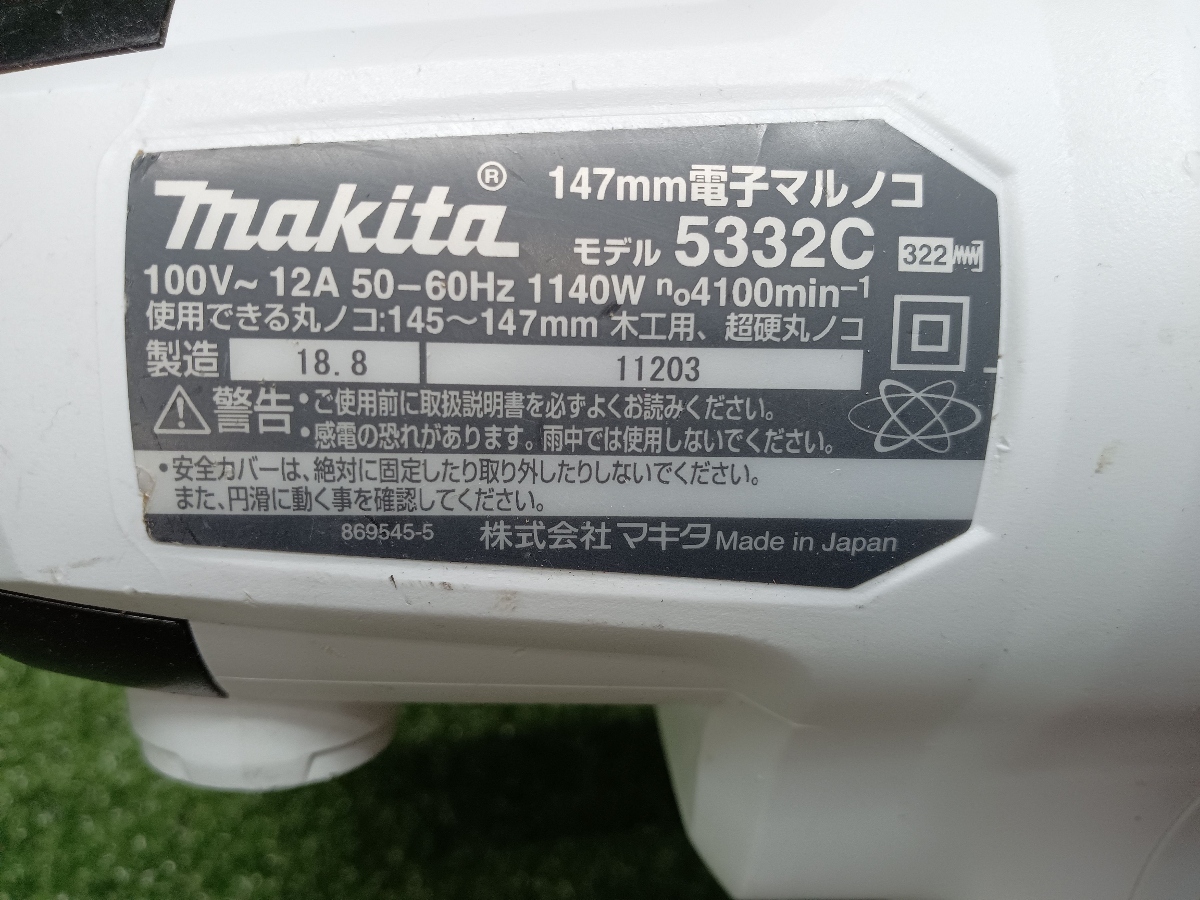 makita®
147mm電子マルノコ
モデル 5332C
322
100V～ 12A 50−60Hz 1140W n₀4100min⁻¹
使用できる丸ノコ:145～147mm 木工用、超硬丸ノコ
製造 18.8 11203
警告 •ご使用前に取扱説明書を必ずよくお読みください。
•感電の恐れがあります。雨中では使用しないでください。
•安全カバーは、絶対に固定したり取り外したりしないでください。
また、円滑に動く事を確認してください。
869545-5 株式会社マキタ Made in Japan